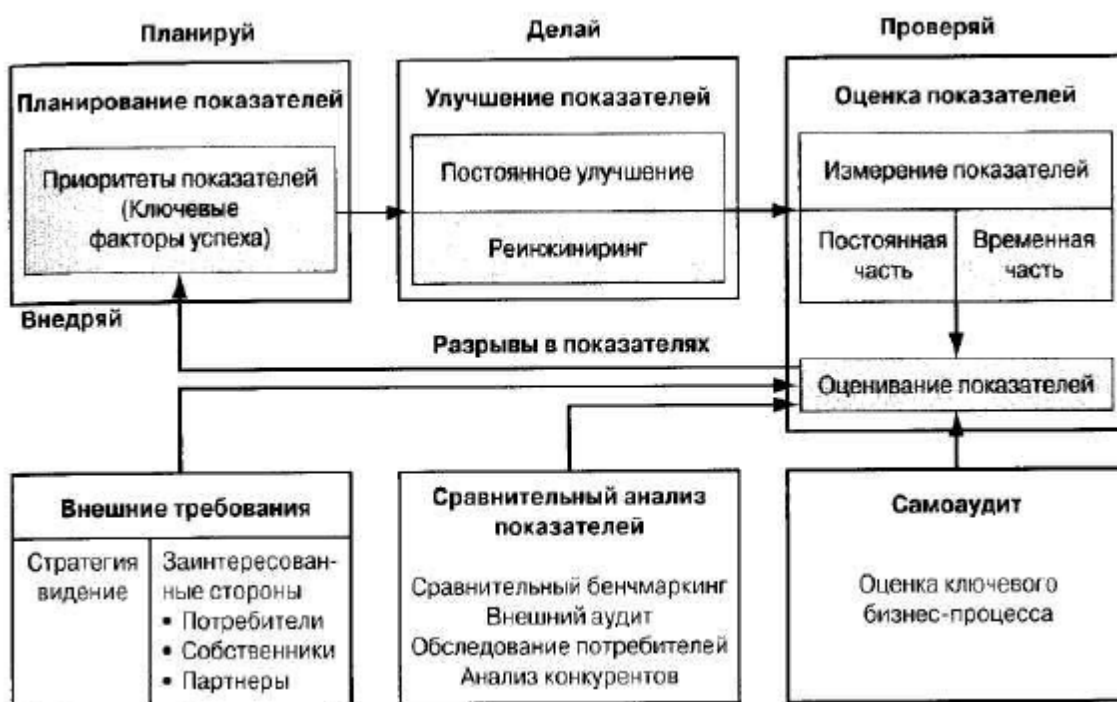 Планируй
Делай
Проверяй
Планирование показателей
Приоритеты показателей
(Ключевые
факторы успеха)
Внедряй
Улучшение показателей
Постоянное улучшение
Реинжиниринг
Оценка показателей
Измерение показателей
Постоянная
часть
Временная
часть
Разрывы в показателях
Оценивание показателей
Внешние требования
Стратегия
видение
Заинтересован-
ные стороны
• Потребители
• Собственники
• Партнеры
Сравнительный анализ
показателей
Сравнительный бенчмаркинг
Внешний аудит
Обследование потребителей
Анализ конкурентов
Самоаудит
Оценка ключевого
бизнес-процесса